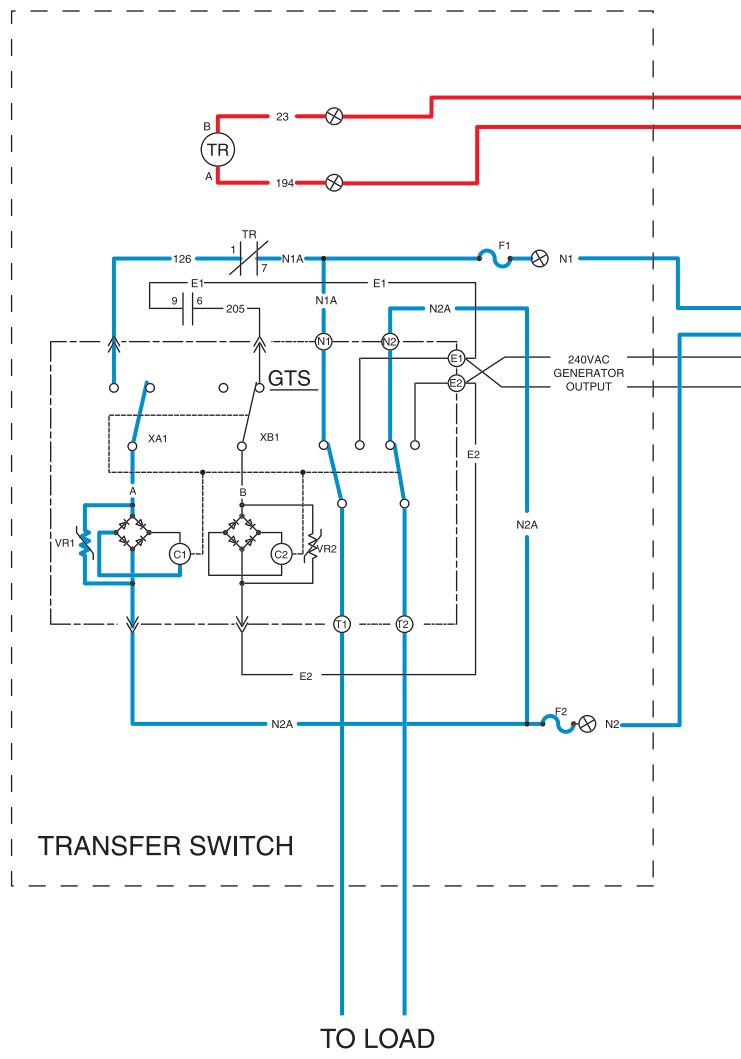 B
23
TR
A
194
TR
1
7
126
N1A
F1
N1
E1
E1
9
6
205
N1A
N2A
N1
N2
E1
E2
240VAC
GENERATOR
OUTPUT
GTS
XA1
XB1
E2
A
B
N2A
VR1
C1
C2
VR2
T1
T2
E2
N2A
F2
N2
TRANSFER SWITCH
TO LOAD